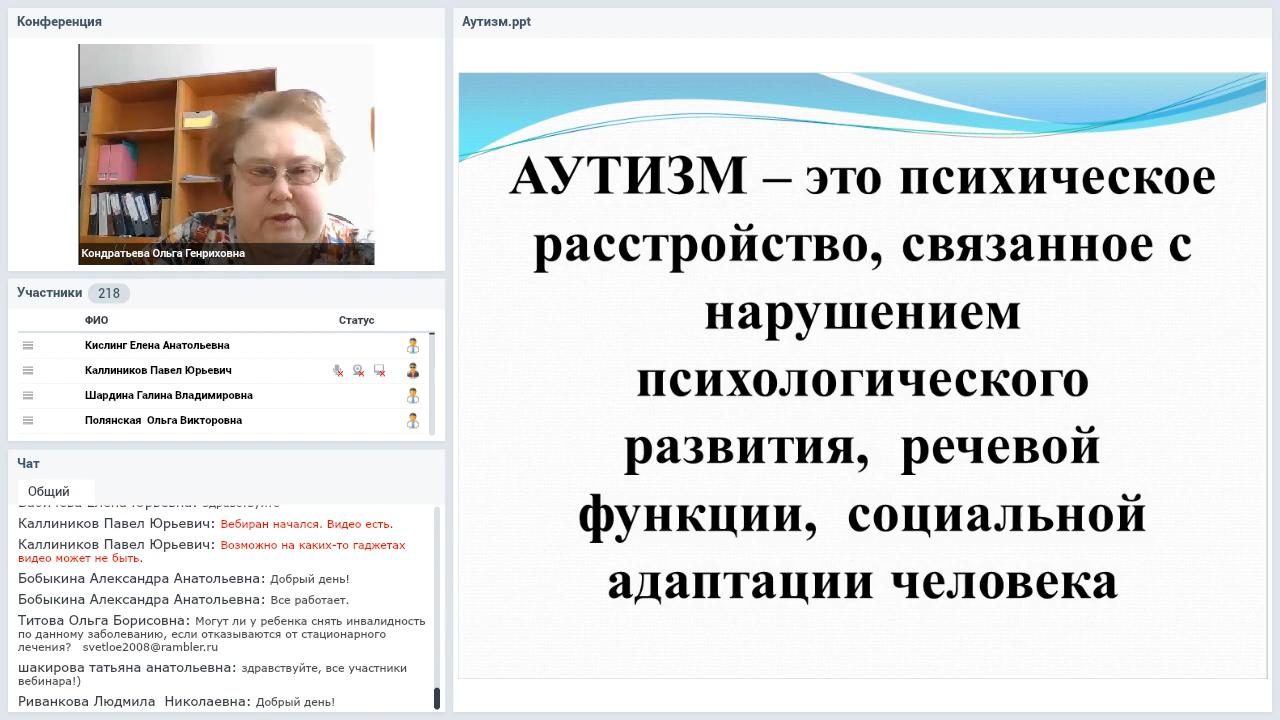 Конференция
Кондратьева Ольга Генриховна
Участники 218
ФИО Статус
Кислинг Елена Анатольевна
Каллиников Павел Юрьевич
Шардина Галина Владимировна
Полянская Ольга Викторовна
Чат
Общий
Каллиников Павел Юрьевич: Вебиран начался. Видео есть.
Каллиников Павел Юрьевич: Возможно на каких-то гаджетах
видео может не быть.
Бобыкина Александра Анатольевна: Добрый день!
Бобыкина Александра Анатольевна: Все работает.
Титова Ольга Борисовна: Могут ли у ребенка снять инвалидность
по данному заболеванию, если отказываются от стационарного
лечения? svetloe2008@rambler.ru
шакирова татьяна анатольевна: здравствуйте, все участники
вебинара!)
Риванкова Людмила Николаевна: Добрый день!
Аутизм.ppt
АУТИЗМ – это психическое
расстройство, связанное с
нарушением
психологического
развития, речевой
функции, социальной
адаптации человека